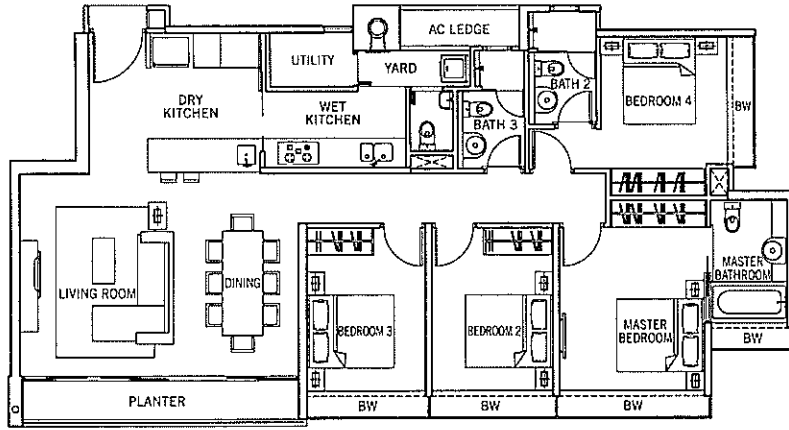 AC LEDGE
UTILITY
YARD
DRY
KITCHEN
WET
KITCHEN
BATH 3
BATH 2
BEDROOM 4
BW
LIVING ROOM
DINING
BEDROOM 3
BEDROOM 2
MASTER
BEDROOM
MASTER
BATHROOM
BW
PLANTER
BW
BW
BW